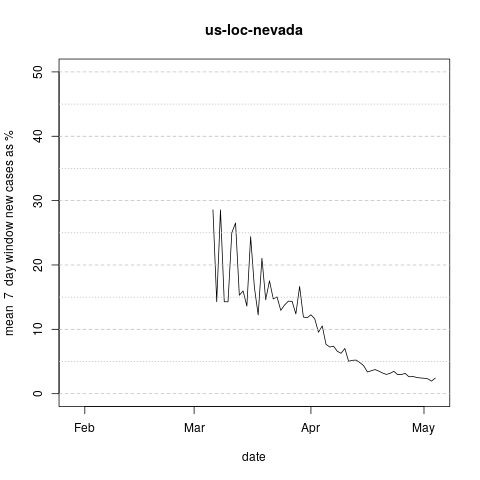 us-loc-nevada
mean 7 day window new cases as %
50
40
30
20
10
0
Feb
Mar
Apr
May
date